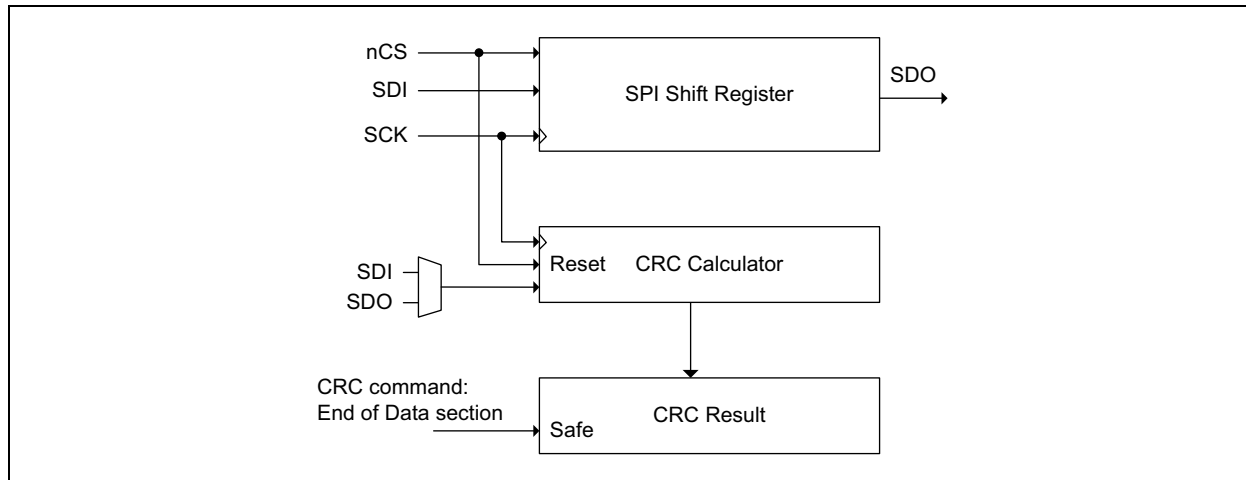 nCS
SDI
SCK
SPI Shift Register
SDO
SDI
SDO
Reset
CRC Calculator
CRC command:
End of Data section
Safe
CRC Result